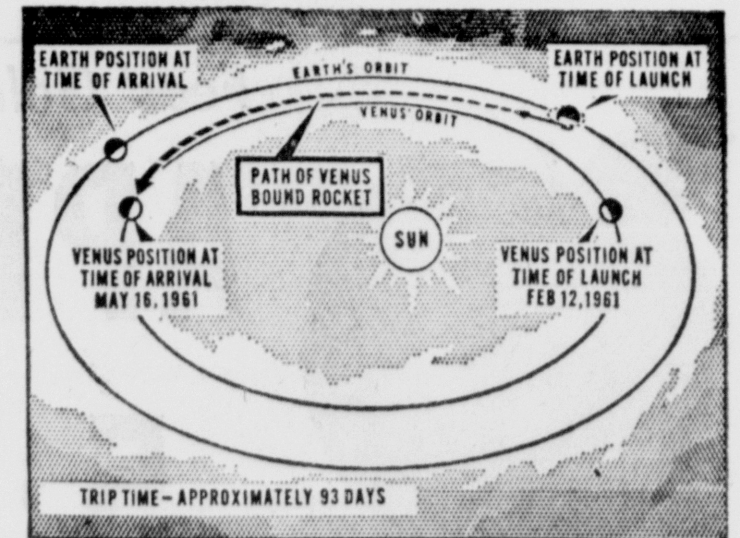 EARTH POSITION AT
TIME OF ARRIVAL
EARTH'S ORBIT
EARTH POSITION AT
TIME OF LAUNCH
VENUS' ORBIT
PATH OF VENUS
BOUND ROCKET
SUN
VENUS POSITION AT
TIME OF ARRIVAL
MAY 16, 1961
VENUS POSITION AT
TIME OF LAUNCH
FEB 12, 1961
TRIP TIME – APPROXIMATELY 93 DAYS